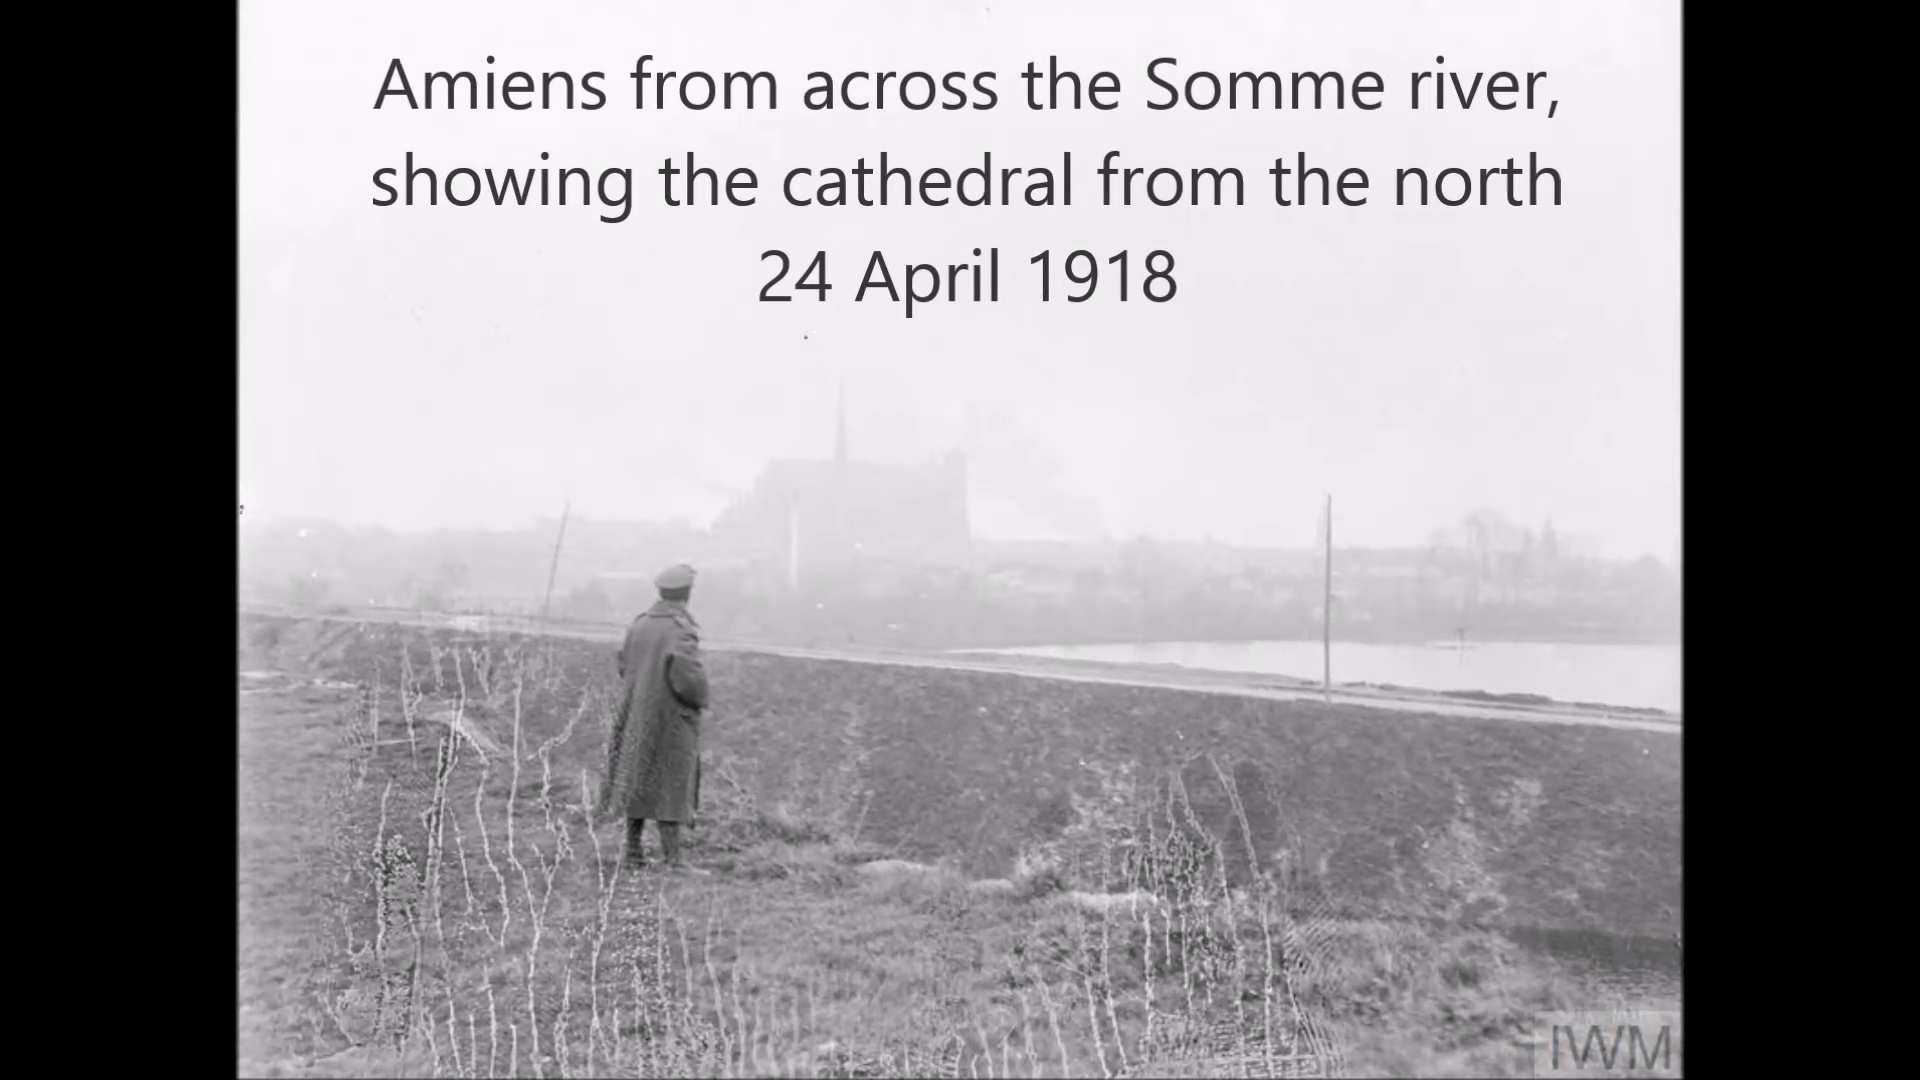 Amiens from across the Somme river,
showing the cathedral from the north
24 April 1918
IWM